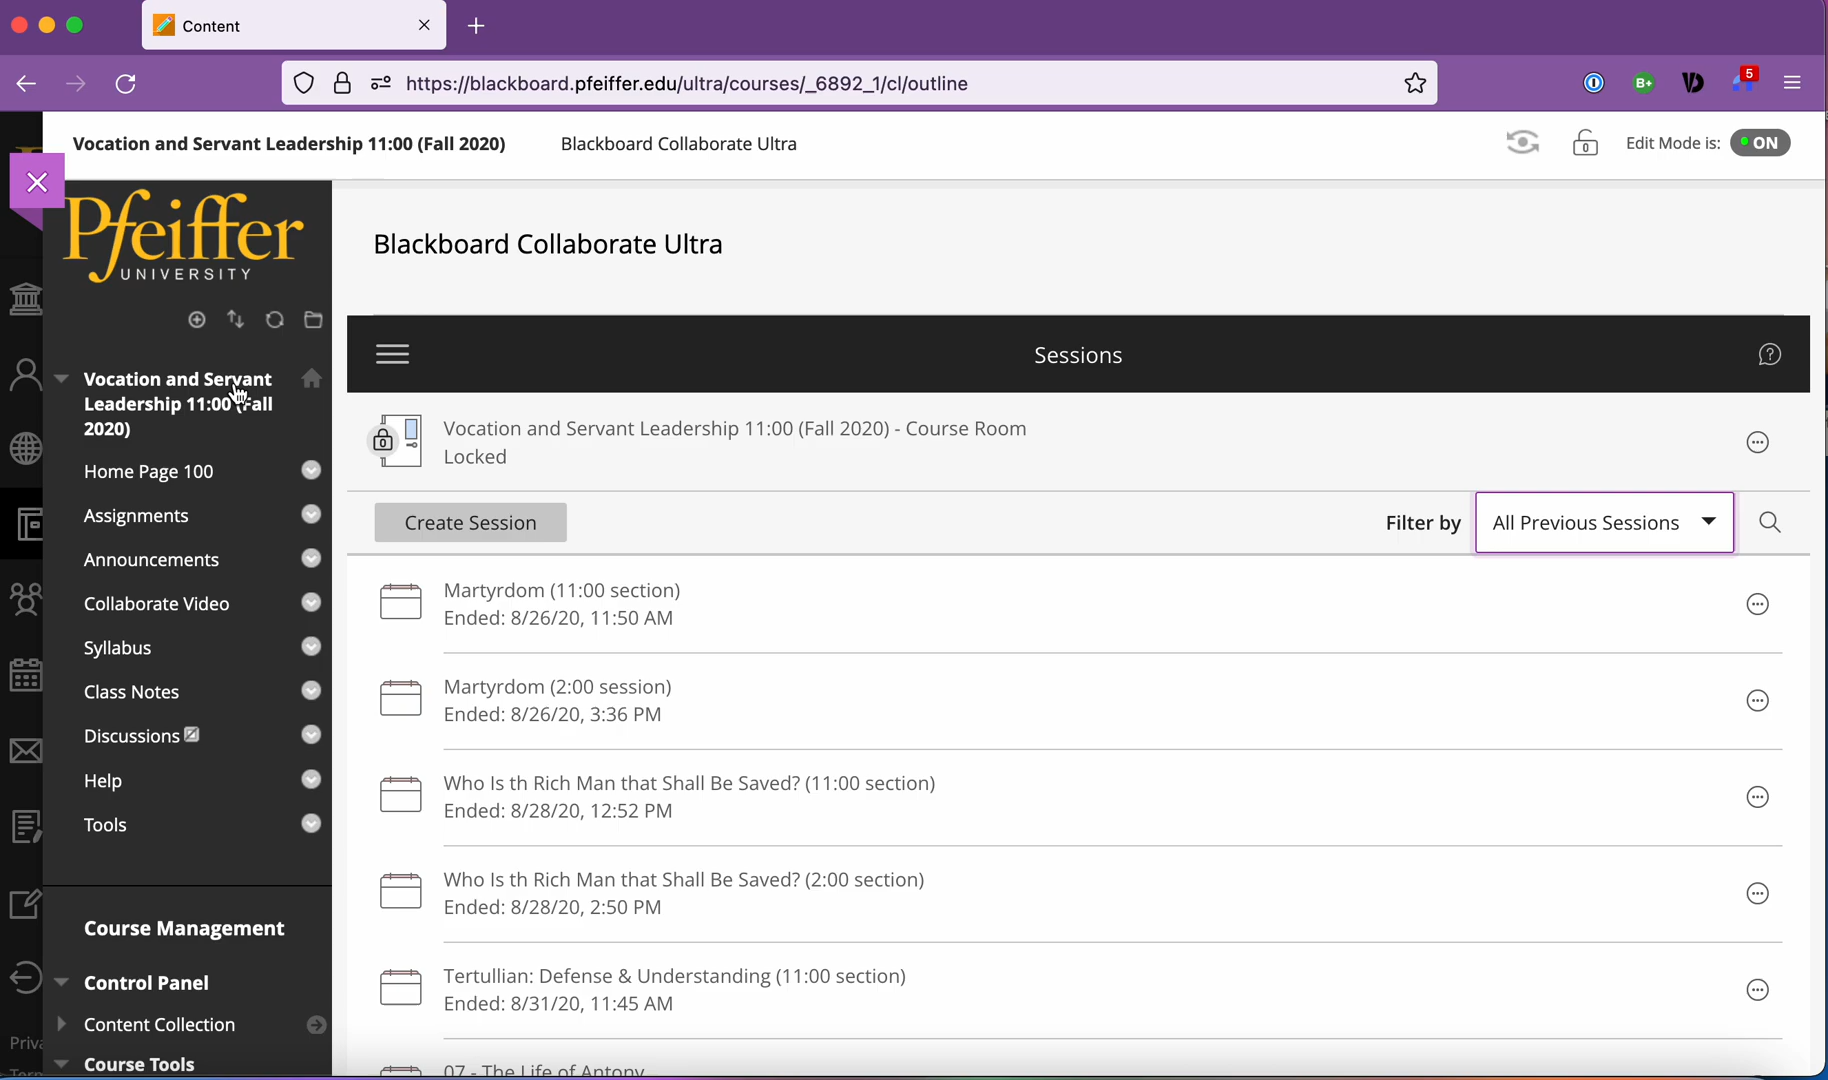 Content
https://blackboard.pfeiffer.edu/ultra/courses/_6892_1/cl/outline
B+
5
Vocation and Servant Leadership 11:00 (Fall 2020)
Blackboard Collaborate Ultra
Edit Mode is:
ON
Pfeiffer
UNIVERSITY
Vocation and Servant
Leadership 11:00 (Fall
2020)
Home Page 100
Assignments
Announcements
Collaborate Video
Syllabus
Class Notes
Discussions
Help
Tools
Course Management
Control Panel
Content Collection
Course Tools
Blackboard Collaborate Ultra
Sessions
Vocation and Servant Leadership 11:00 (Fall 2020) - Course Room
Locked
Create Session
Filter by
All Previous Sessions
Martyrdom (11:00 section)
Ended: 8/26/20, 11:50 AM
Martyrdom (2:00 session)
Ended: 8/26/20, 3:36 PM
Who Is th Rich Man that Shall Be Saved? (11:00 section)
Ended: 8/28/20, 12:52 PM
Who Is th Rich Man that Shall Be Saved? (2:00 section)
Ended: 8/28/20, 2:50 PM
Tertullian: Defense & Understanding (11:00 section)
Ended: 8/31/20, 11:45 AM
07 - The Life of Antony